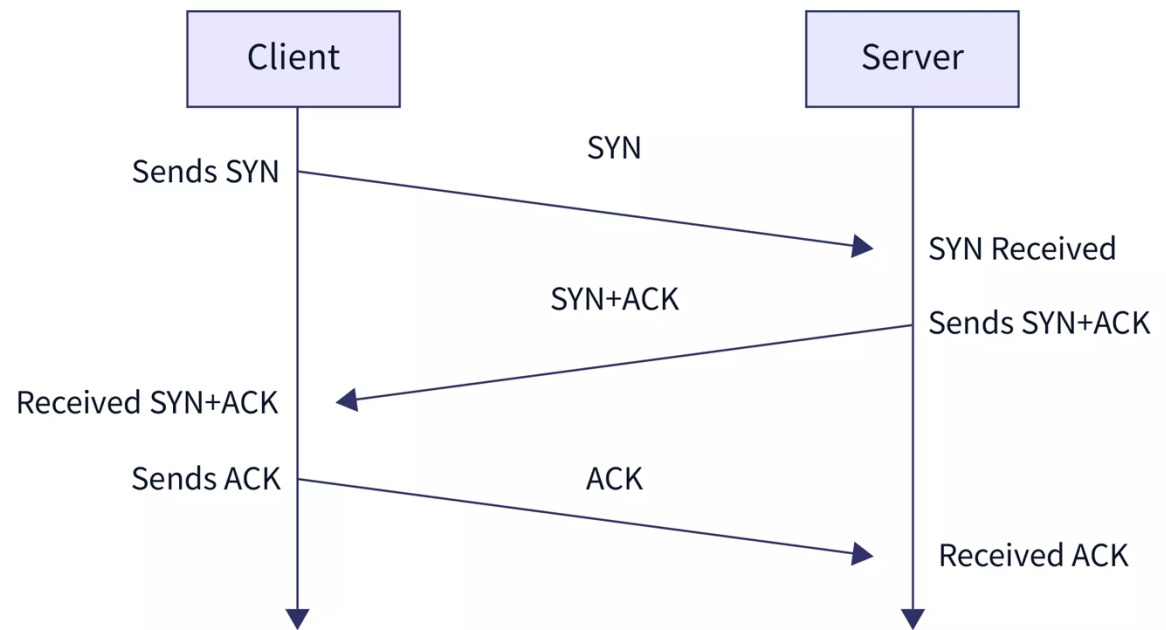 Client
Server
SYN
Sends SYN
SYN Received
SYN+ACK
Sends SYN+ACK
Received SYN+ACK
Sends ACK
ACK
Received ACK